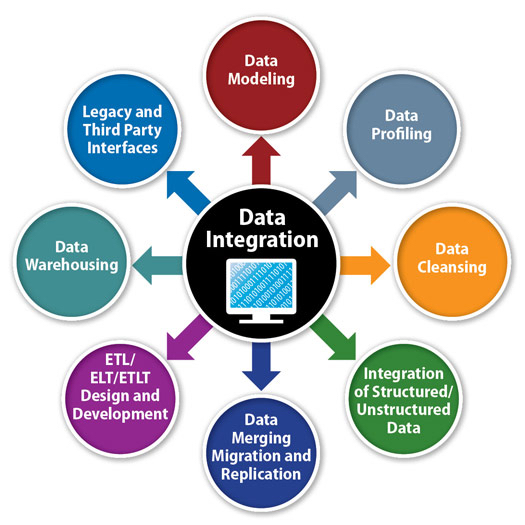 Data
Modeling
Data
Profiling
Data
Cleansing
Integration
of Structured/
Unstructured
Data
Data
Merging
Migration and
Replication
ETL/
ELT/ETLT
Design and
Development
Data
Warehousing
Legacy and
Third Party
Interfaces
Data
Integration